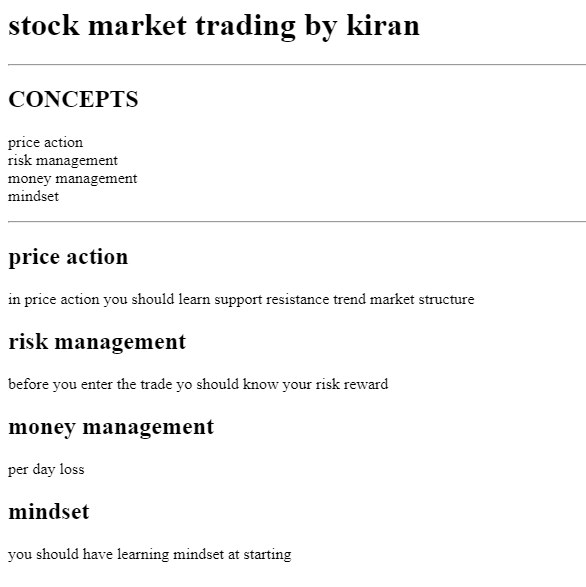 stock market trading by kiran
CONCEPTS
price action
risk management
money management
mindset
price action
in price action you should learn support resistance trend market structure
risk management
before you enter the trade yo should know your risk reward
money management
per day loss
mindset
you should have learning mindset at starting